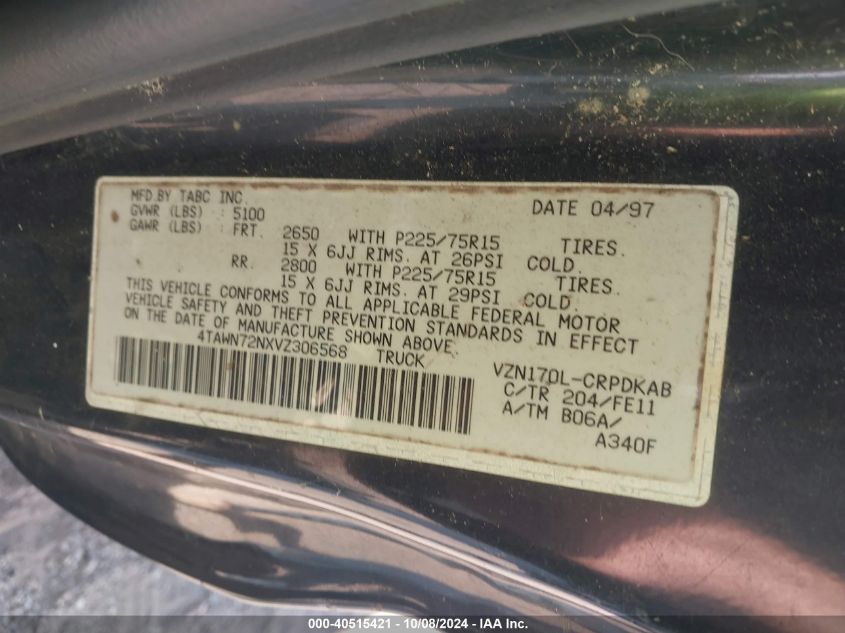 MFD.BY TABC INC. DATE 04/97
GVWR (LBS) : 5100
GAWR (LBS) : FRT. 2650 WITH P225/75R15 TIRES.
15 X 6JJ RIMS. AT 26PSI COLD.
RR. 2800 WITH P225/75R15 TIRES.
15 X 6JJ RIMS. AT 29PSI COLD.
THIS VEHICLE CONFORMS TO ALL APPLICABLE FEDERAL MOTOR
VEHICLE SAFETY AND THEFT PREVENTION STANDARDS IN EFFECT
ON THE DATE OF MANUFACTURE SHOWN ABOVE
4TAWN72NXVZ306568 TRUCK
VZN170L-CRPDKAB
C/TR 204/FE11
A/TM B06A/
A340F
000-40515421 - 10/08/2024 - IAA Inc.